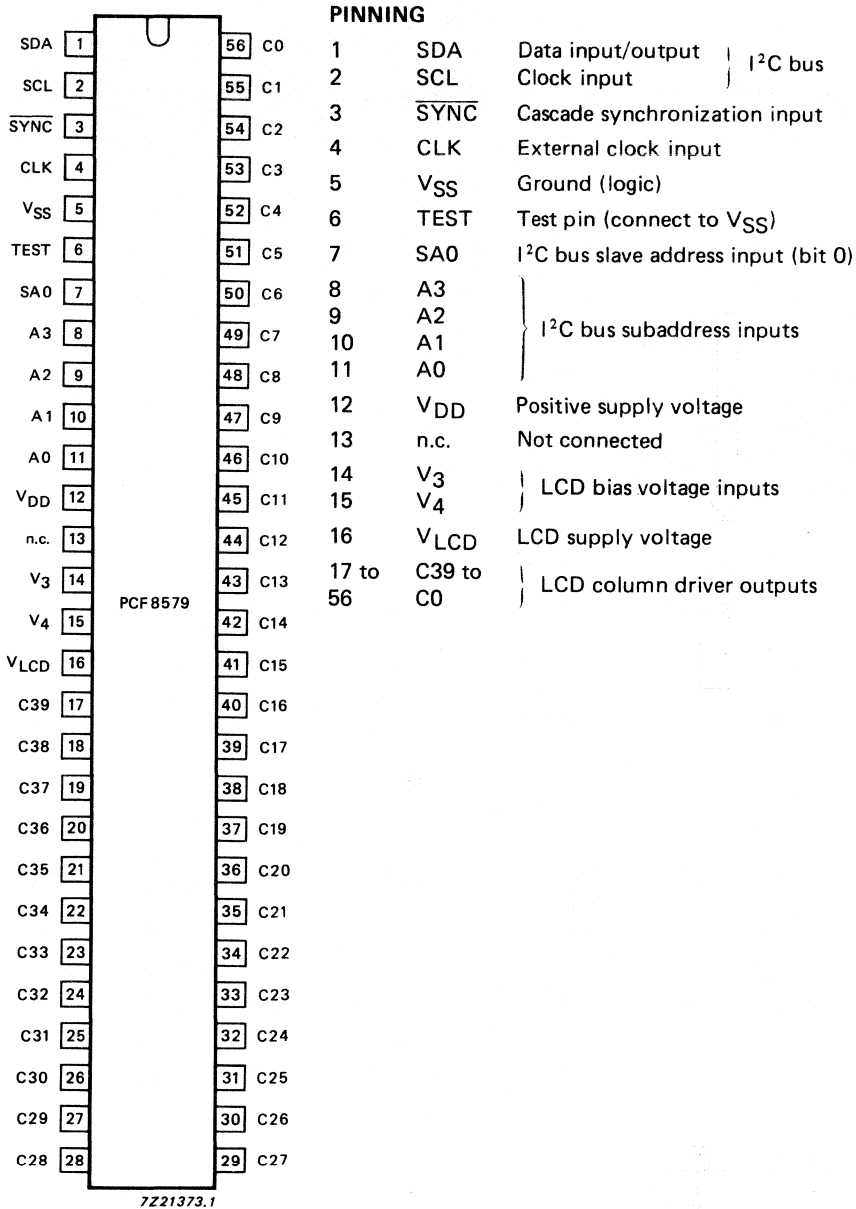 PINNING
SDA 1
SCL 2
SYNC 3
CLK 4
VSS 5
TEST 6
SA0 7
A3 8
A2 9
A1 10
A0 11
VDD 12
n.c. 13
V3 14
V4 15
VLCD 16
C39 17
C38 18
C37 19
C36 20
C35 21
C34 22
C33 23
C32 24
C31 25
C30 26
C29 27
C28 28
PCF8579
56 C0
55 C1
54 C2
53 C3
52 C4
51 C5
50 C6
49 C7
48 C8
47 C9
46 C10
45 C11
44 C12
43 C13
42 C14
41 C15
40 C16
39 C17
38 C18
37 C19
36 C20
35 C21
34 C22
33 C23
32 C24
31 C25
30 C26
29 C27
7Z21373.1
1 SDA Data input/output
2 SCL Clock input
I²C bus
3 SYNC Cascade synchronization input
4 CLK External clock input
5 VSS Ground (logic)
6 TEST Test pin (connect to VSS)
7 SA0 I²C bus slave address input (bit 0)
8 A3
9 A2
10 A1
11 A0
I²C bus subaddress inputs
12 VDD Positive supply voltage
13 n.c. Not connected
14 V3
15 V4
LCD bias voltage inputs
16 VLCD LCD supply voltage
17 to C39 to
56 C0
LCD column driver outputs